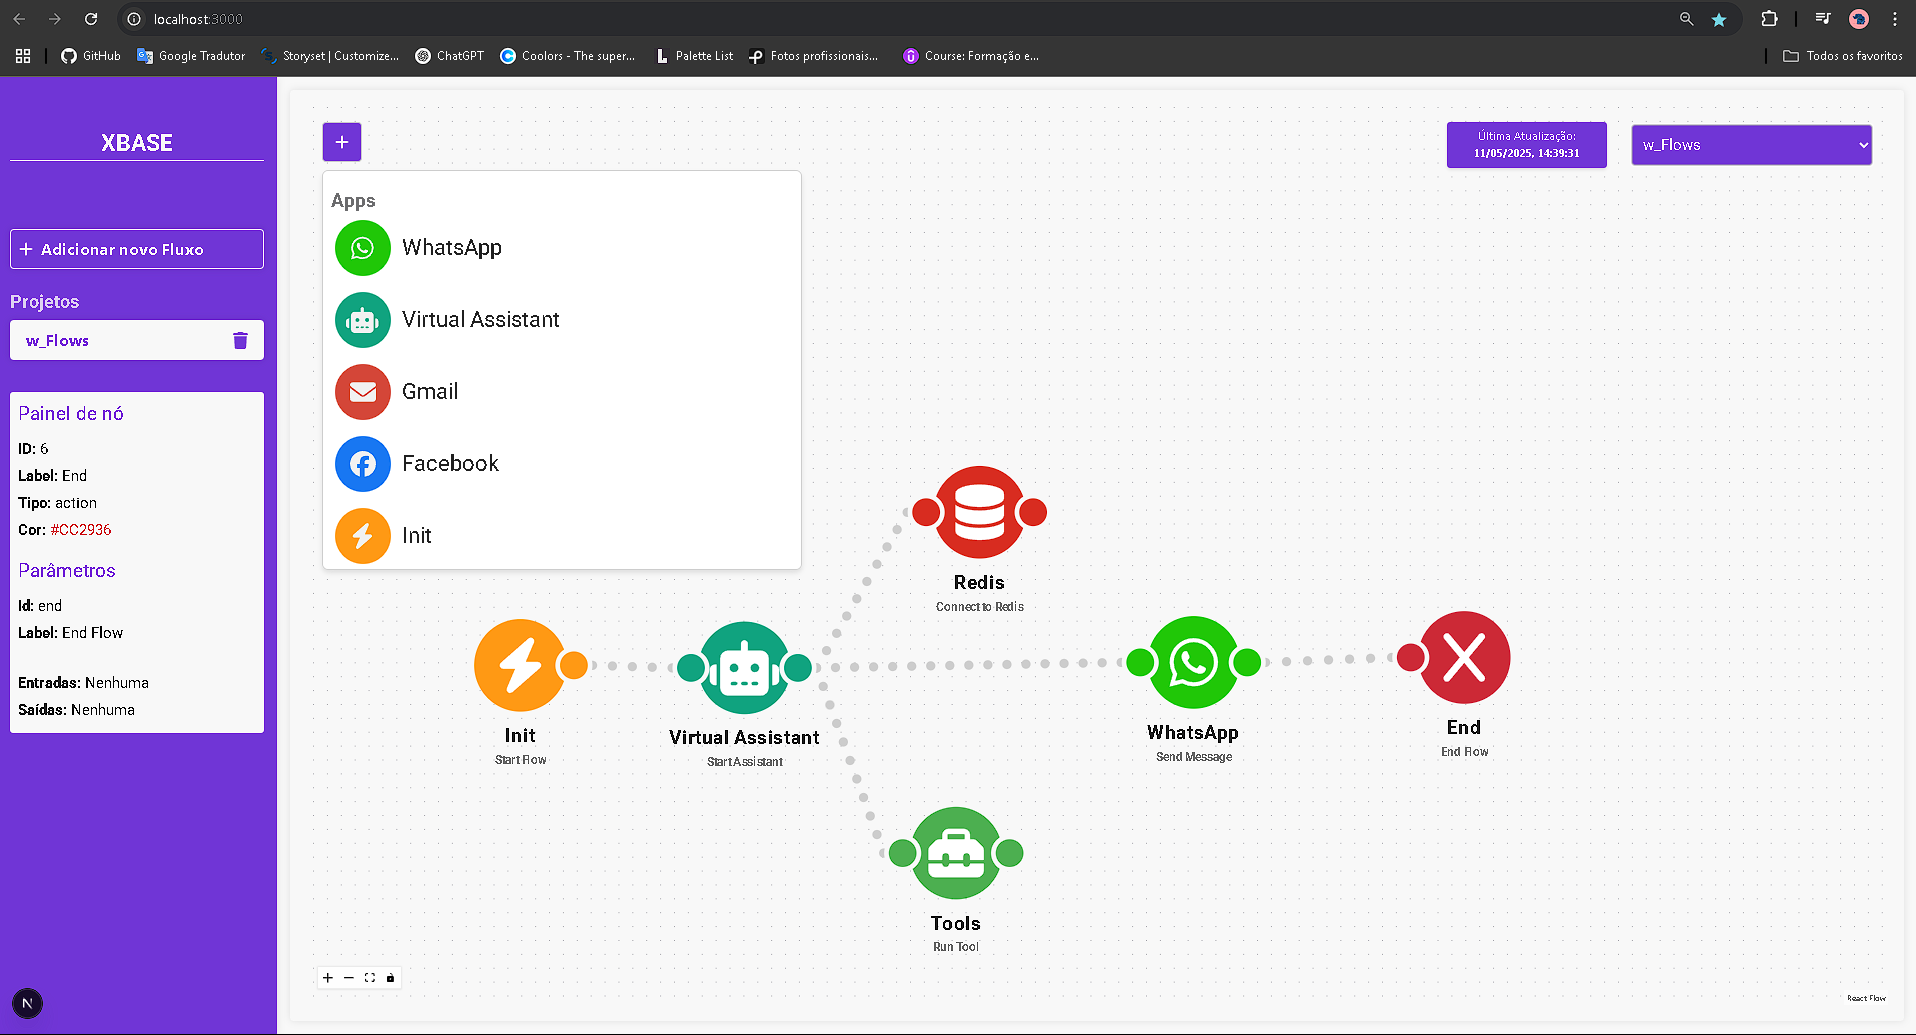 localhost:3000
GitHub
Google Tradutor
Storyset | Customize...
ChatGPT
Coolors - The super...
Palette List
Fotos profissionais...
Course: Formação e...
Todos os favoritos
XBASE
+ Adicionar novo Fluxo
Projetos
w_Flows
Painel de nó
ID: 6
Label: End
Tipo: action
Cor: #CC2936
Parâmetros
Id: end
Label: End Flow
Entradas: Nenhuma
Saídas: Nenhuma
N
+
Última Atualização:
11/05/2025, 14:39:31
w_Flows
Apps
WhatsApp
Virtual Assistant
Gmail
Facebook
Init
Redis
Connect to Redis
Init
Start Flow
Virtual Assistant
Start Assistant
WhatsApp
Send Message
End
End Flow
Tools
Run Tool
React Flow